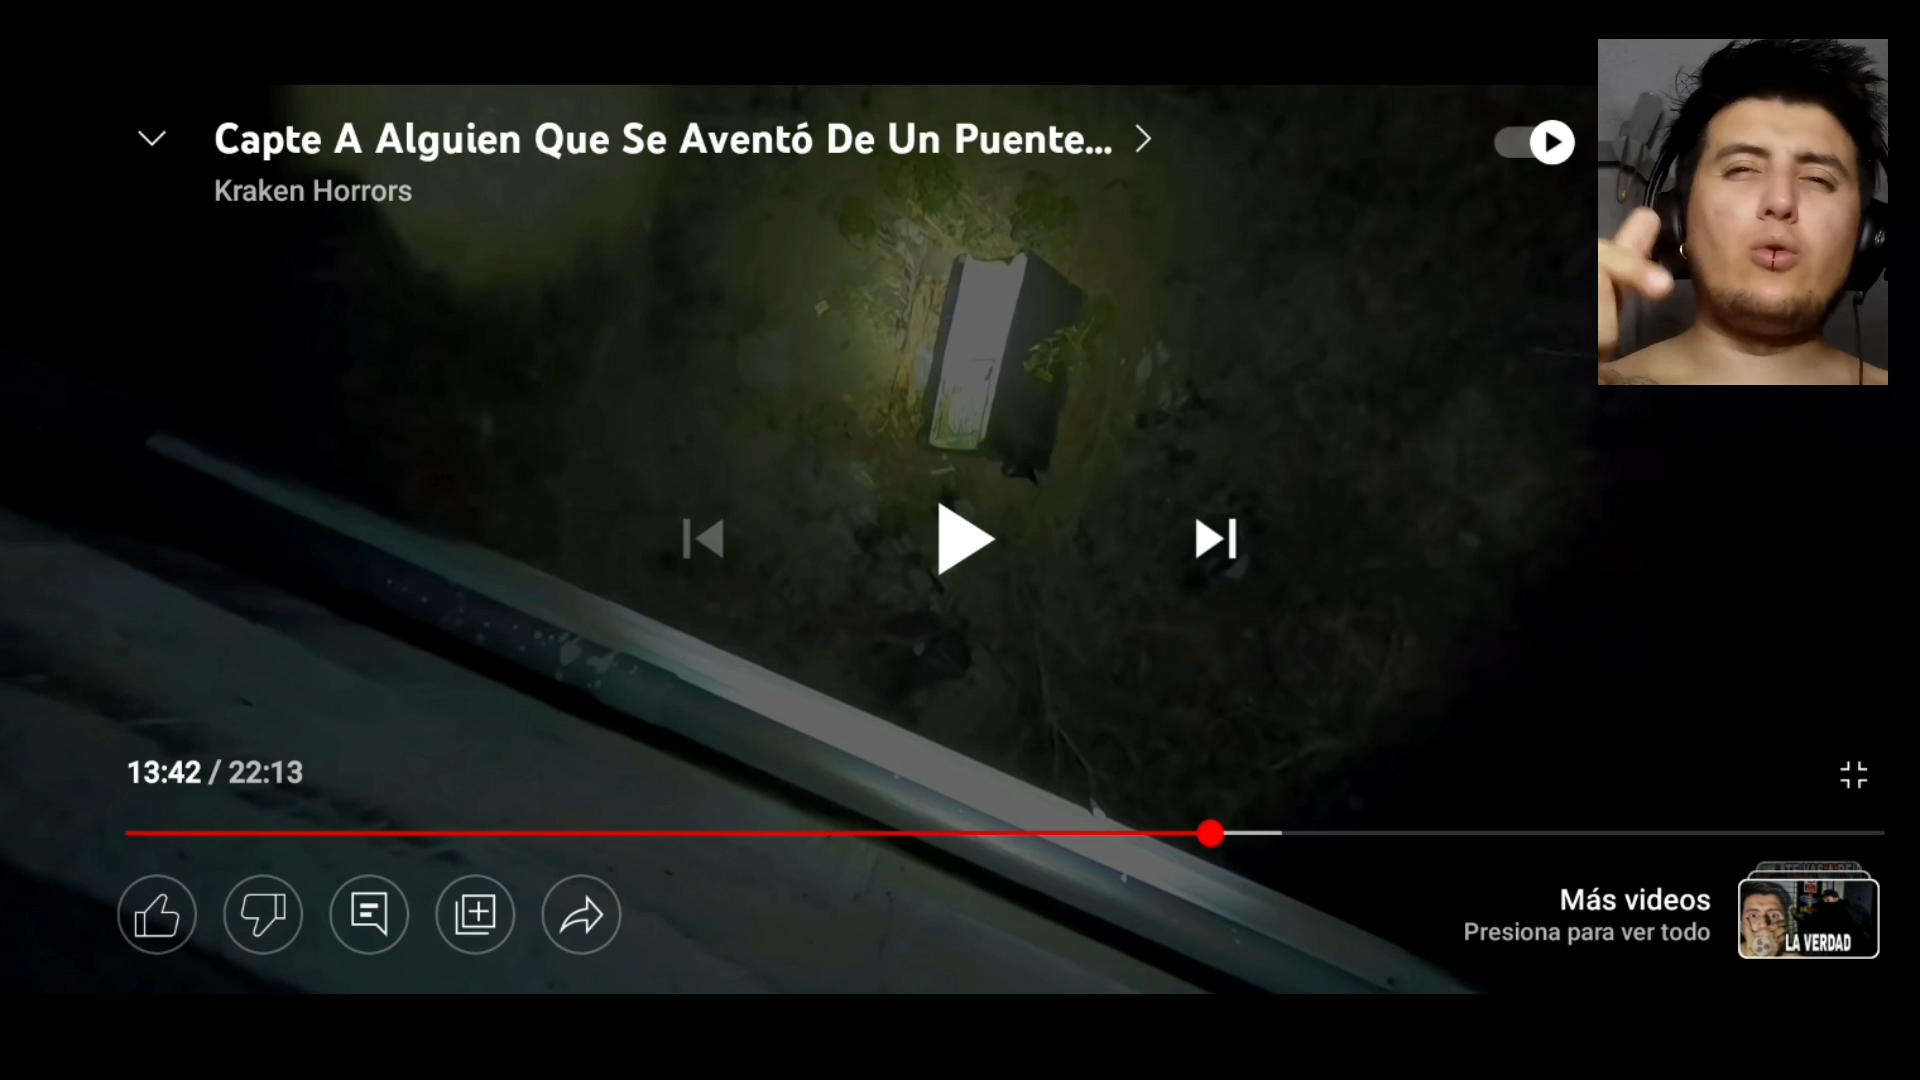 Capte A Alguien Que Se Aventó De Un Puente...
Kraken Horrors
13:42 / 22:13
Más videos
Presiona para ver todo
LA VERDAD